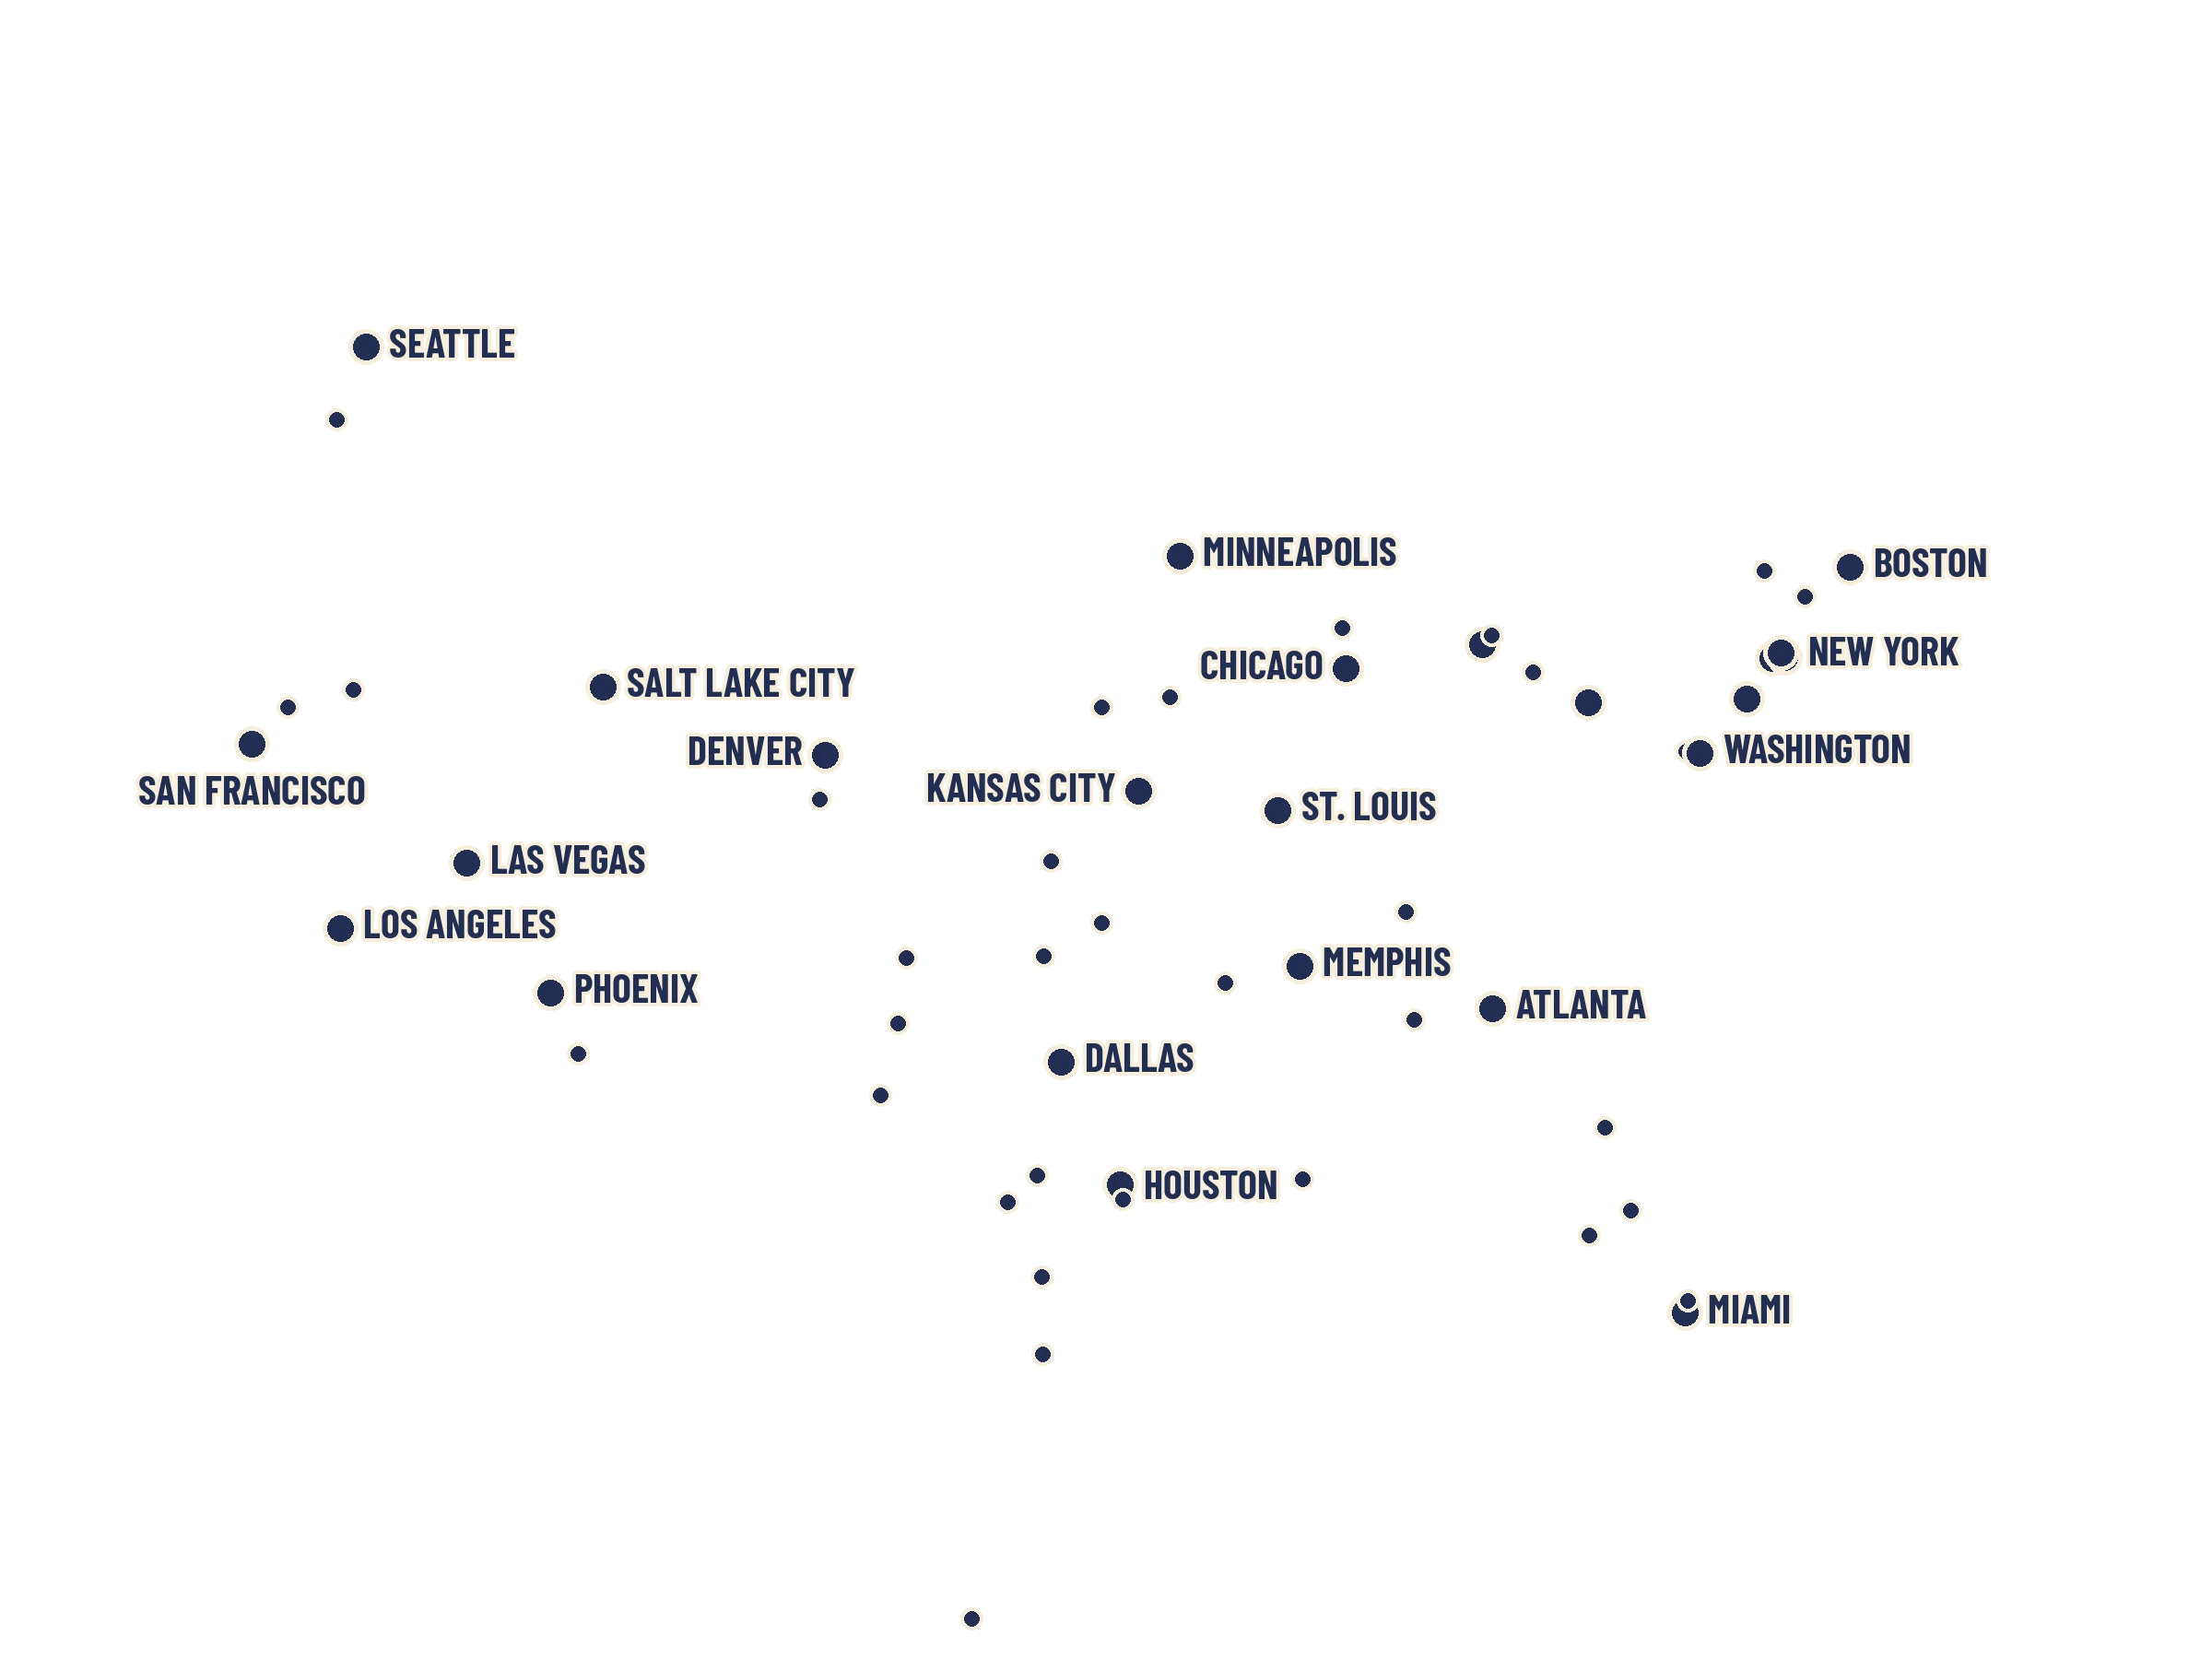 SEATTLE
MINNEAPOLIS
BOSTON
NEW YORK
CHICAGO
SALT LAKE CITY
WASHINGTON
DENVER
SAN FRANCISCO
KANSAS CITY
ST. LOUIS
LAS VEGAS
LOS ANGELES
MEMPHIS
PHOENIX
ATLANTA
DALLAS
HOUSTON
MIAMI